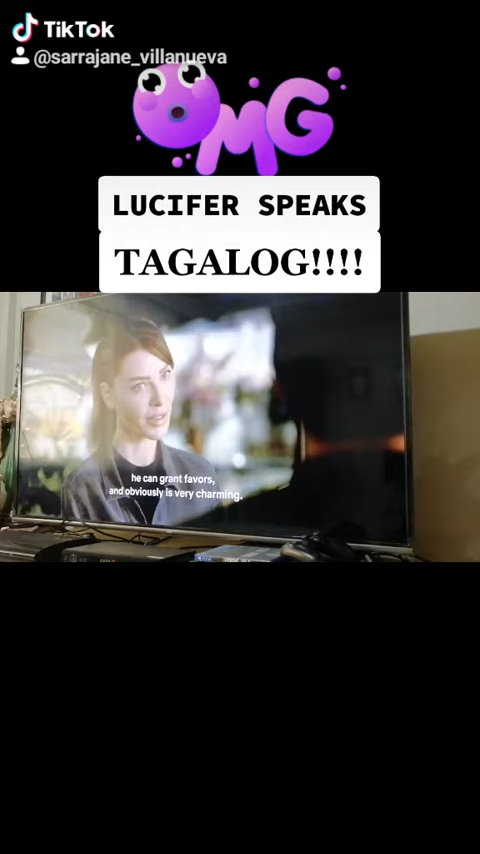 TikTok
@sarrajane_villanueva
OMG
LUCIFER SPEAKS
TAGALOG!!!!
he can grant favors,
and obviously is very charming.